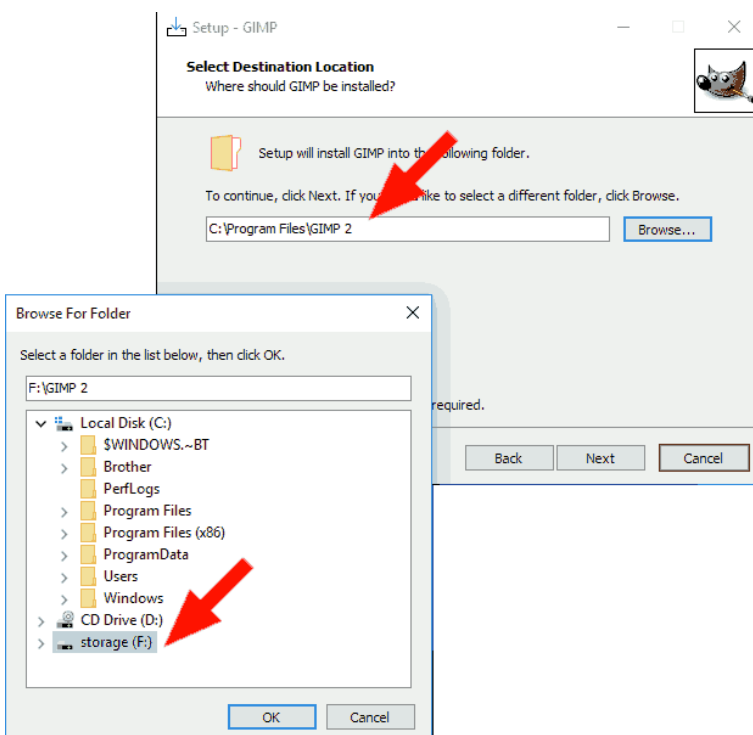 Setup - GIMP
Select Destination Location
Where should GIMP be installed?
Setup will install GIMP into the following folder.
To continue, click Next. If you like to select a different folder, click Browse.
C:\Program Files\GIMP 2
Browse...
required.
Back
Next
Cancel
Browse For Folder
Select a folder in the list below, then click OK.
F:\GIMP 2
Local Disk (C:)
$WINDOWS.~BT
Brother
PerfLogs
Program Files
Program Files (x86)
ProgramData
Users
Windows
CD Drive (D:)
storage (F:)
OK
Cancel